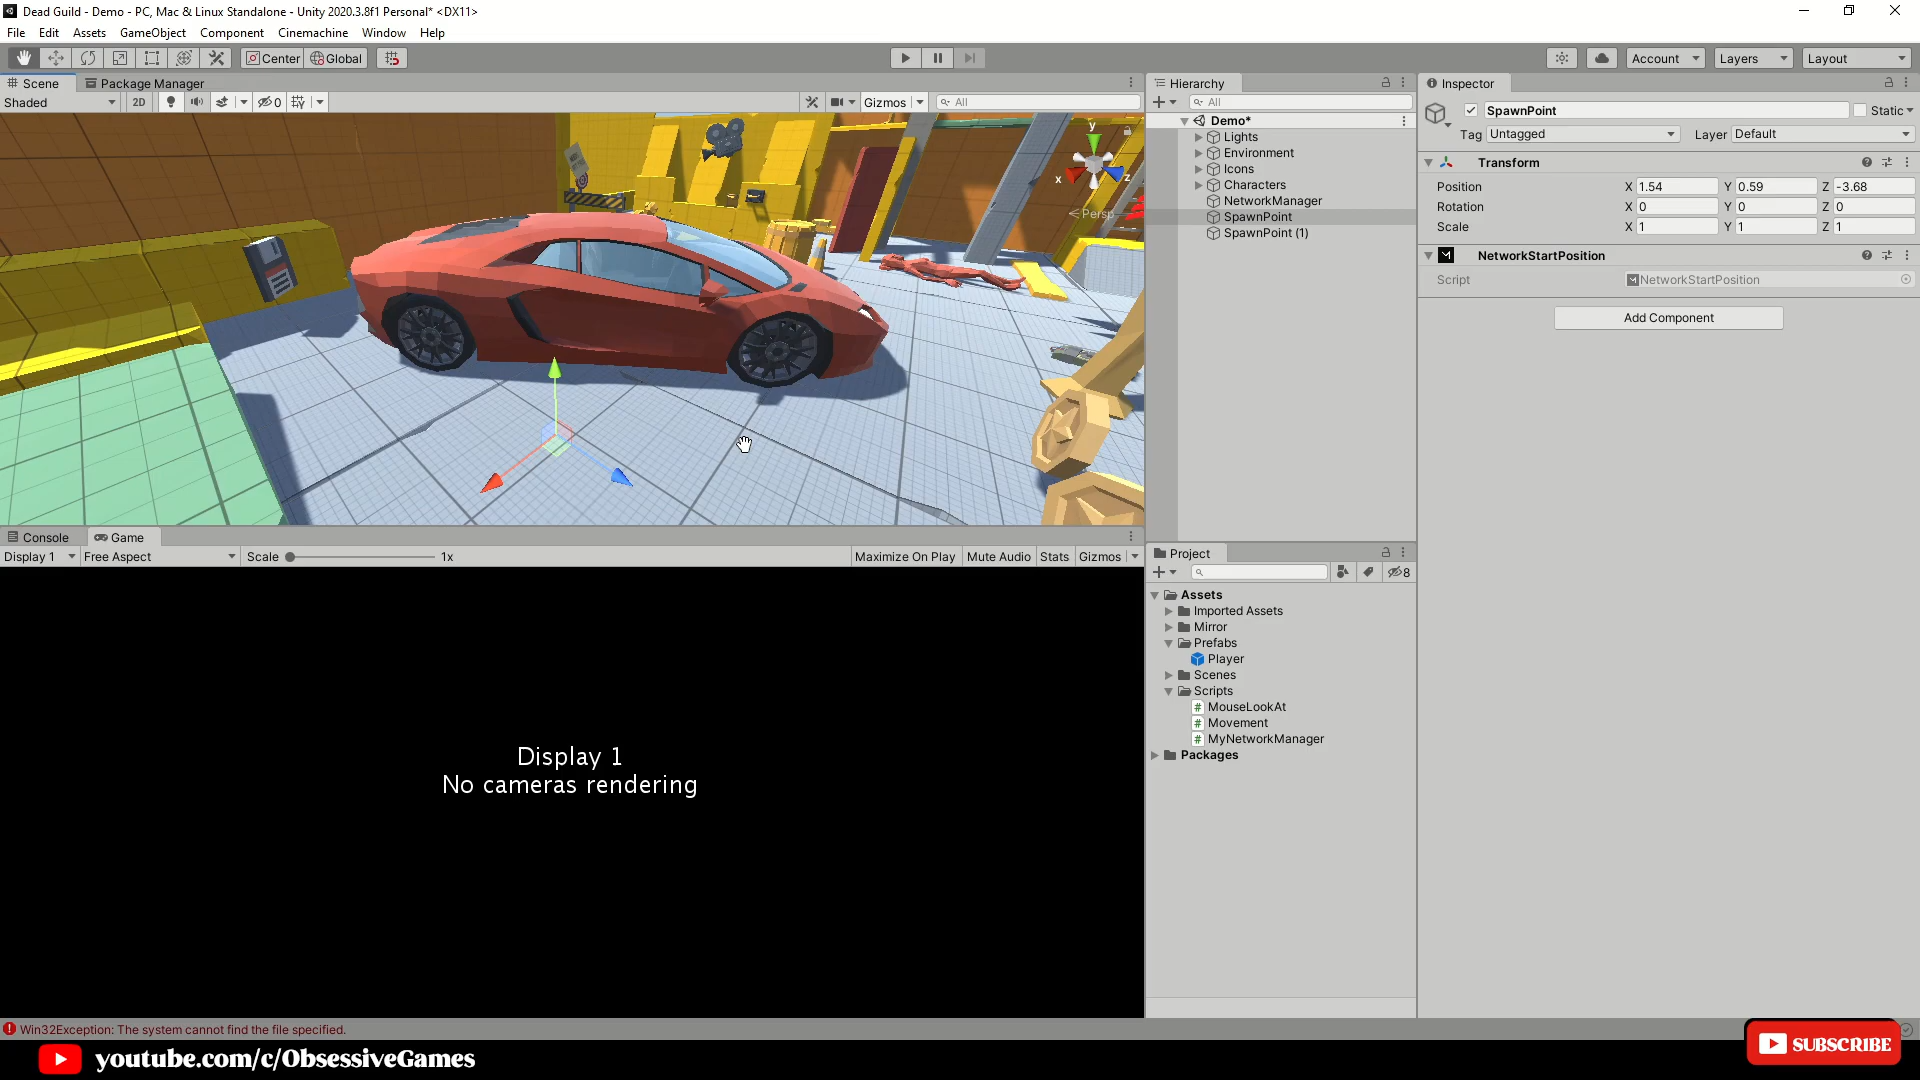 Dead Guild - Demo - PC, Mac & Linux Standalone - Unity 2020.3.8f1 Personal* <DX11>
File Edit Assets GameObject Component Cinemachine Window Help
Center Global
Account Layers Layout
Scene Package Manager
Shaded 2D 0 Gizmos All
y x z
Persp
Hierarchy
All
Demo*
Lights
Environment
Icons
Characters
NetworkManager
SpawnPoint
SpawnPoint (1)
Inspector
SpawnPoint Static
Tag Untagged Layer Default
Transform
Position X 1.54 Y 0.59 Z -3.68
Rotation X 0 Y 0 Z 0
Scale X 1 Y 1 Z 1
NetworkStartPosition
Script NetworkStartPosition
Add Component
Console Game
Display 1 Free Aspect Scale 1x Maximize On Play Mute Audio Stats Gizmos
Display 1
No cameras rendering
Project
8
Assets
Imported Assets
Mirror
Prefabs
Player
Scenes
Scripts
MouseLookAt
Movement
MyNetworkManager
Packages
Win32Exception: The system cannot find the file specified.
youtube.com/c/ObsessiveGames
SUBSCRIBE